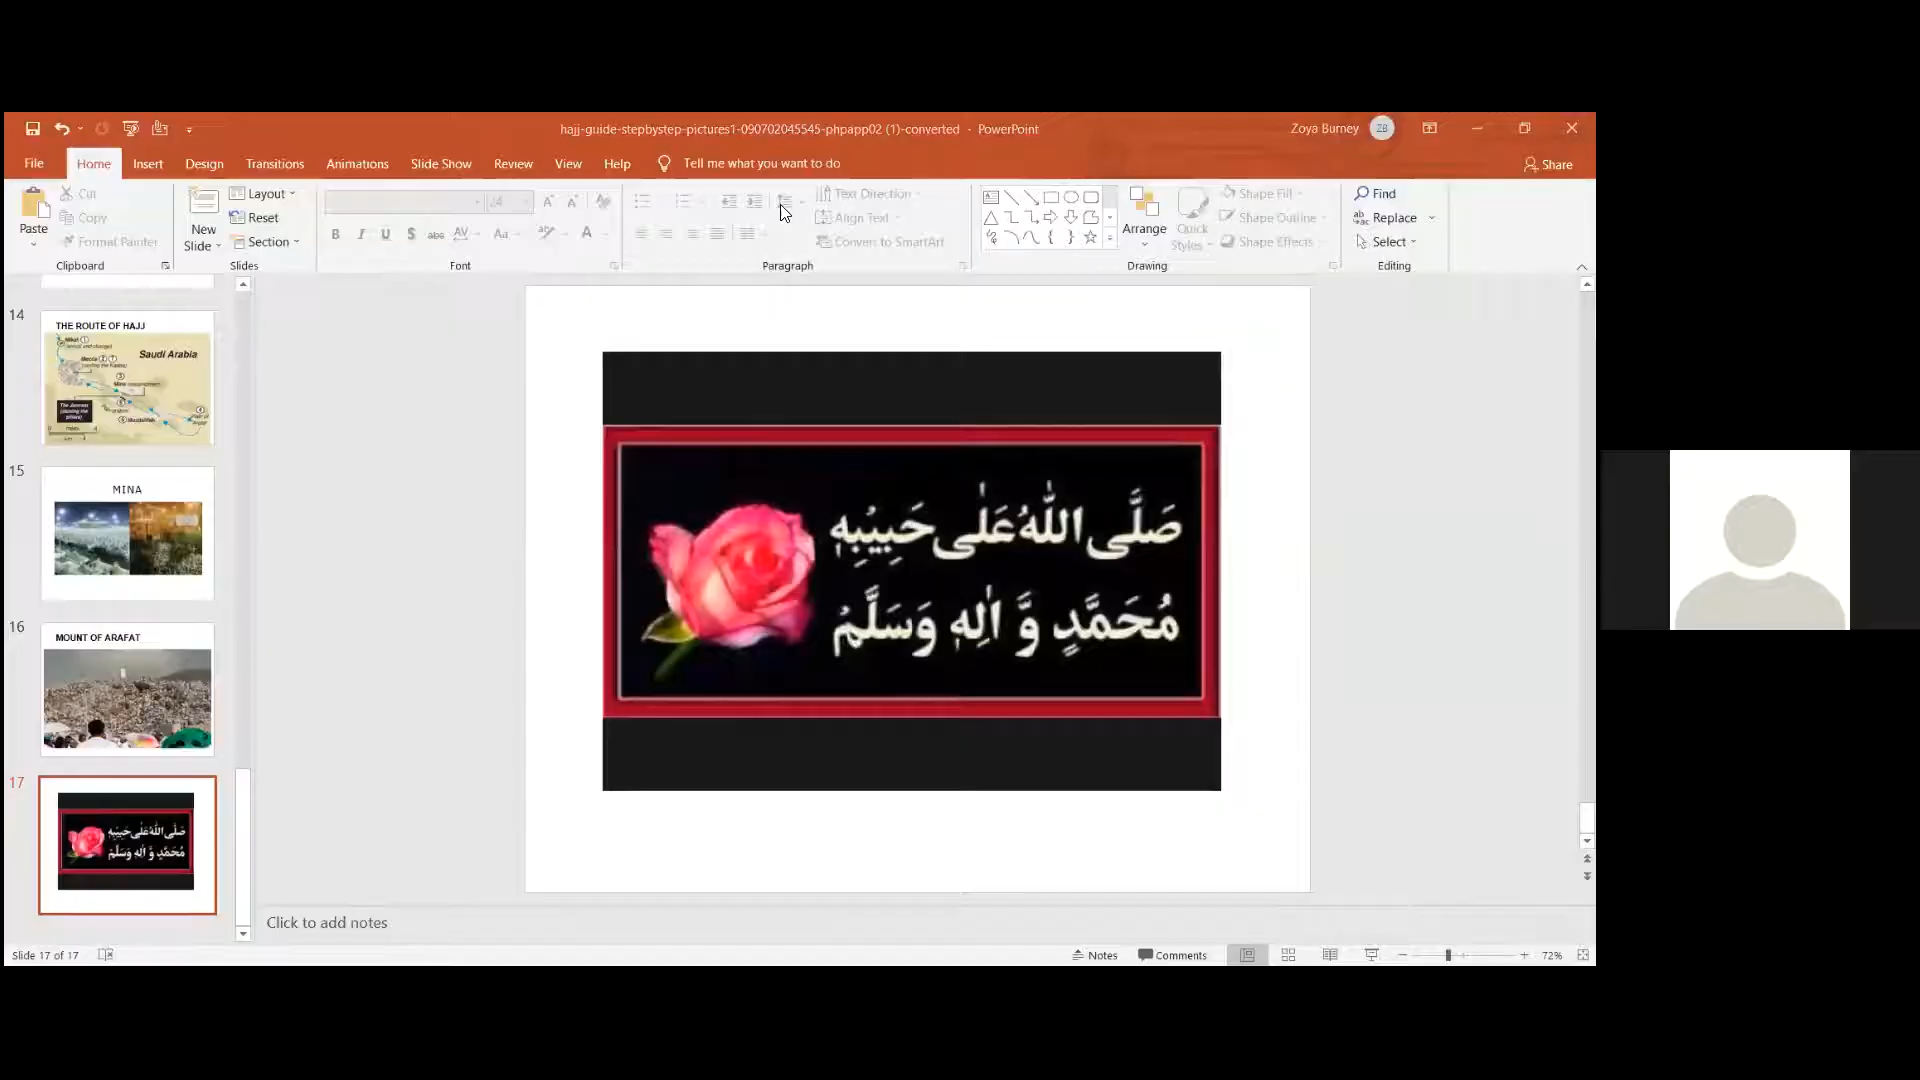 hajj-guide-stepbystep-pictures1-090702045545-phpapp02 (1)-converted - PowerPoint
Zoya Burney
ZB
File
Home
Insert
Design
Transitions
Animations
Slide Show
Review
View
Help
Tell me what you want to do
Share
Paste
Cut
Copy
Format Painter
Clipboard
New Slide
Layout
Reset
Section
Slides
24
Font
Text Direction
Align Text
Convert to SmartArt
Paragraph
Arrange
Quick Styles
Shape Fill
Shape Outline
Shape Effects
Drawing
Find
Replace
Select
Editing
14
THE ROUTE OF HAJJ
Saudi Arabia
15
MINA
16
MOUNT OF ARAFAT
17
صَلَّى اللّٰهُ عَلٰى حَبِيْبِهٖ
مُحَمَّدٍ وَّ اٰلِهٖ وَسَلَّمْ
صَلَّى اللّٰهُ عَلٰى حَبِيْبِهٖ
مُحَمَّدٍ وَّ اٰلِهٖ وَسَلَّمْ
Click to add notes
Slide 17 of 17
Notes
Comments
72%